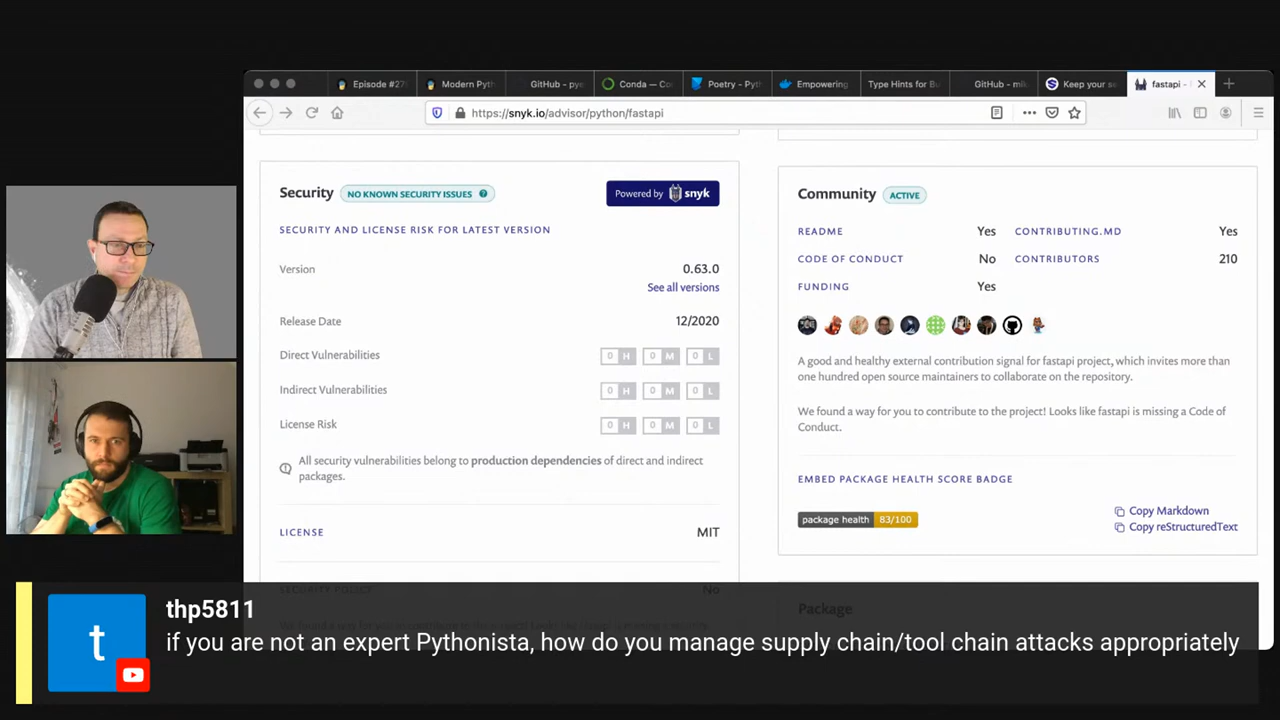 Episode #27
Modern Pyth
GitHub - pye
Conda — Co
Poetry - Pyth
Empowering
Type Hints for Bu
GitHub - mik
Keep your se
fastapi -
https://snyk.io/advisor/python/fastapi
Security
NO KNOWN SECURITY ISSUES ?
Powered by snyk
SECURITY AND LICENSE RISK FOR LATEST VERSION
Version
0.63.0
See all versions
Release Date
12/2020
Direct Vulnerabilities
0 H 0 M 0 L
Indirect Vulnerabilities
0 H 0 M 0 L
License Risk
0 H 0 M 0 L
All security vulnerabilities belong to production dependencies of direct and indirect
packages.
LICENSE
MIT
SECURITY POLICY
No
Community
ACTIVE
README Yes
CONTRIBUTING.MD Yes
CODE OF CONDUCT No
CONTRIBUTORS 210
FUNDING Yes
A good and healthy external contribution signal for fastapi project, which invites more than
one hundred open source maintainers to collaborate on the repository.
We found a way for you to contribute to the project! Looks like fastapi is missing a Code of
Conduct.
EMBED PACKAGE HEALTH SCORE BADGE
package health 83/100
Copy Markdown
Copy reStructuredText
Package
t
thp5811
if you are not an expert Pythonista, how do you manage supply chain/tool chain attacks appropriately